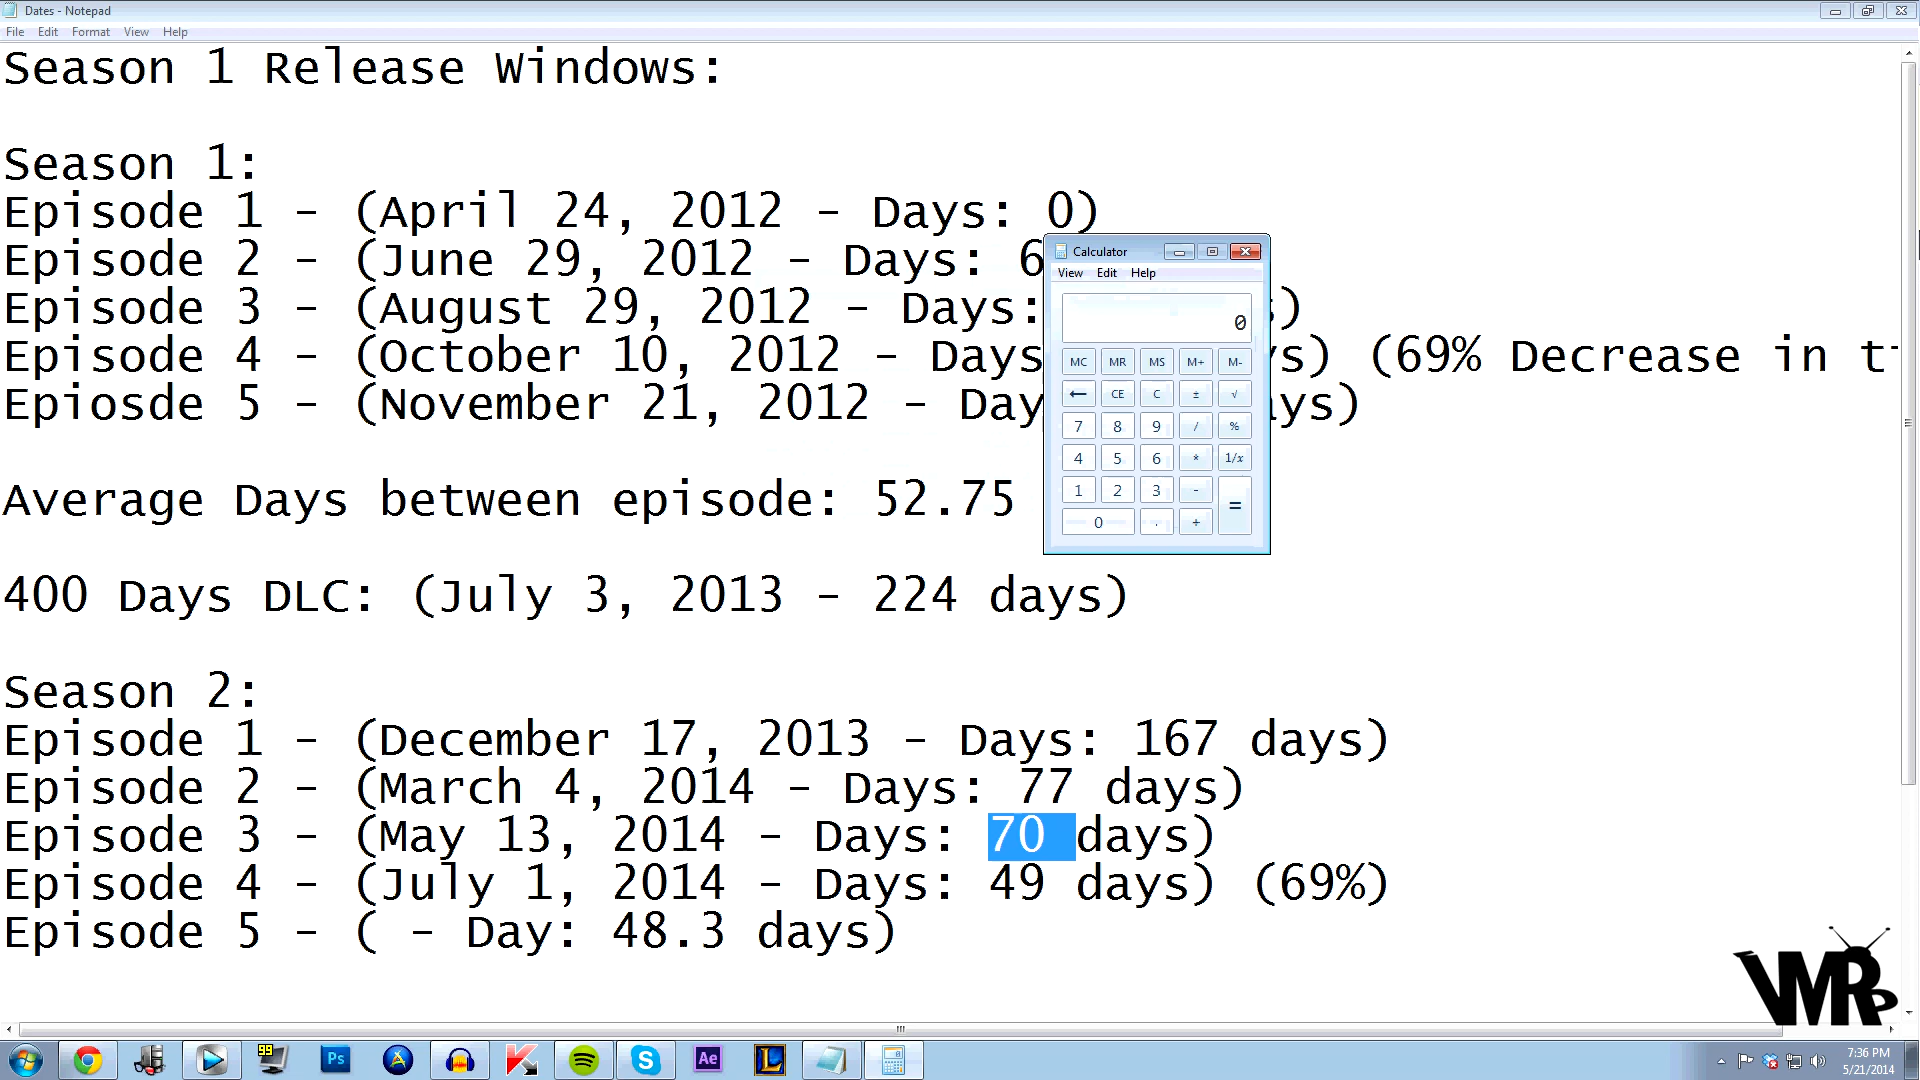 Dates - Notepad
File Edit Format View Help
Season 1 Release Windows:
Season 1:
Episode 1 - (April 24, 2012 - Days: 0)
Episode 2 - (June 29, 2012 - Days: 6
Episode 3 - (August 29, 2012 - Days: )
Episode 4 - (October 10, 2012 - Days s) (69% Decrease in
Epiosde 5 - (November 21, 2012 - Day ys)
Average Days between episode: 52.75
400 Days DLC: (July 3, 2013 - 224 days)
Season 2:
Episode 1 - (December 17, 2013 - Days: 167 days)
Episode 2 - (March 4, 2014 - Days: 77 days)
Episode 3 - (May 13, 2014 - Days: 70 days)
Episode 4 - (July 1, 2014 - Days: 49 days) (69%)
Episode 5 - ( - Day: 48.3 days)
Calculator
View Edit Help
0
MC MR MS M+ M-
← CE C ± √
7 8 9 / %
4 5 6 * 1/x
1 2 3 - =
0 . +
VMRP
99
Ps
Ae
L
7:36 PM
5/21/2014